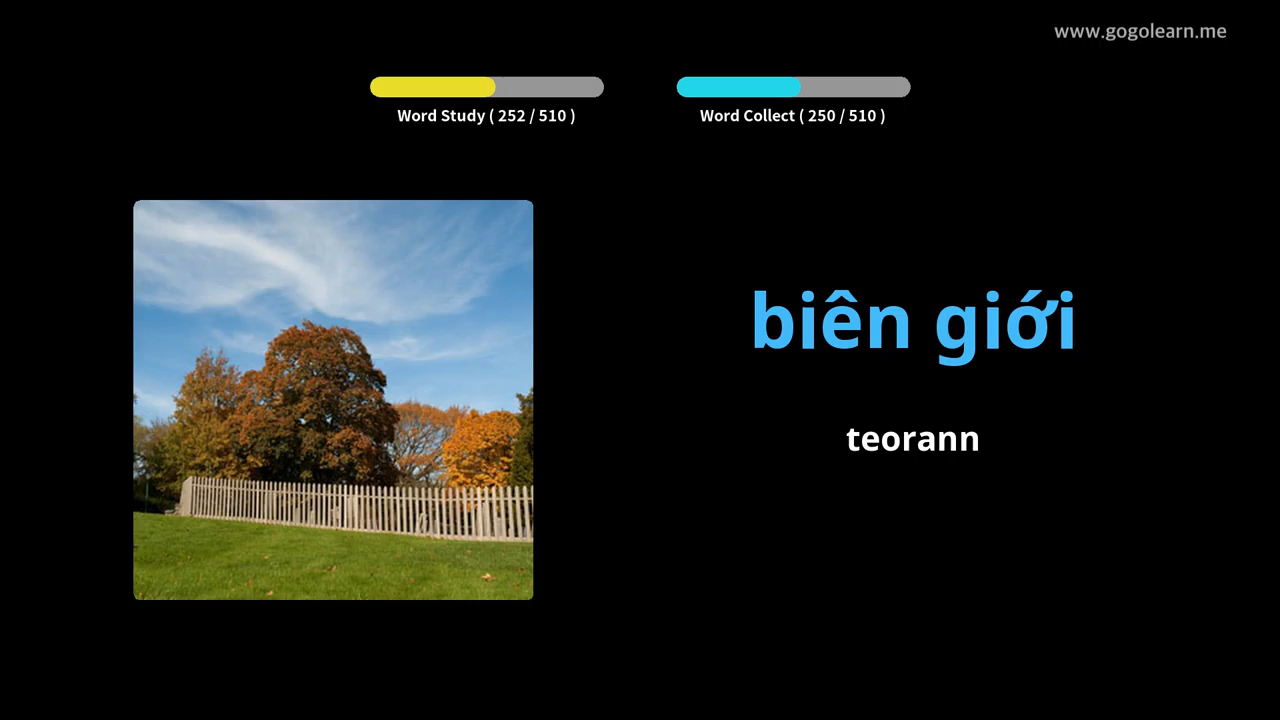 www.gogolearn.me
Word Study ( 252 / 510 )
Word Collect ( 250 / 510 )
biên giới
teorann